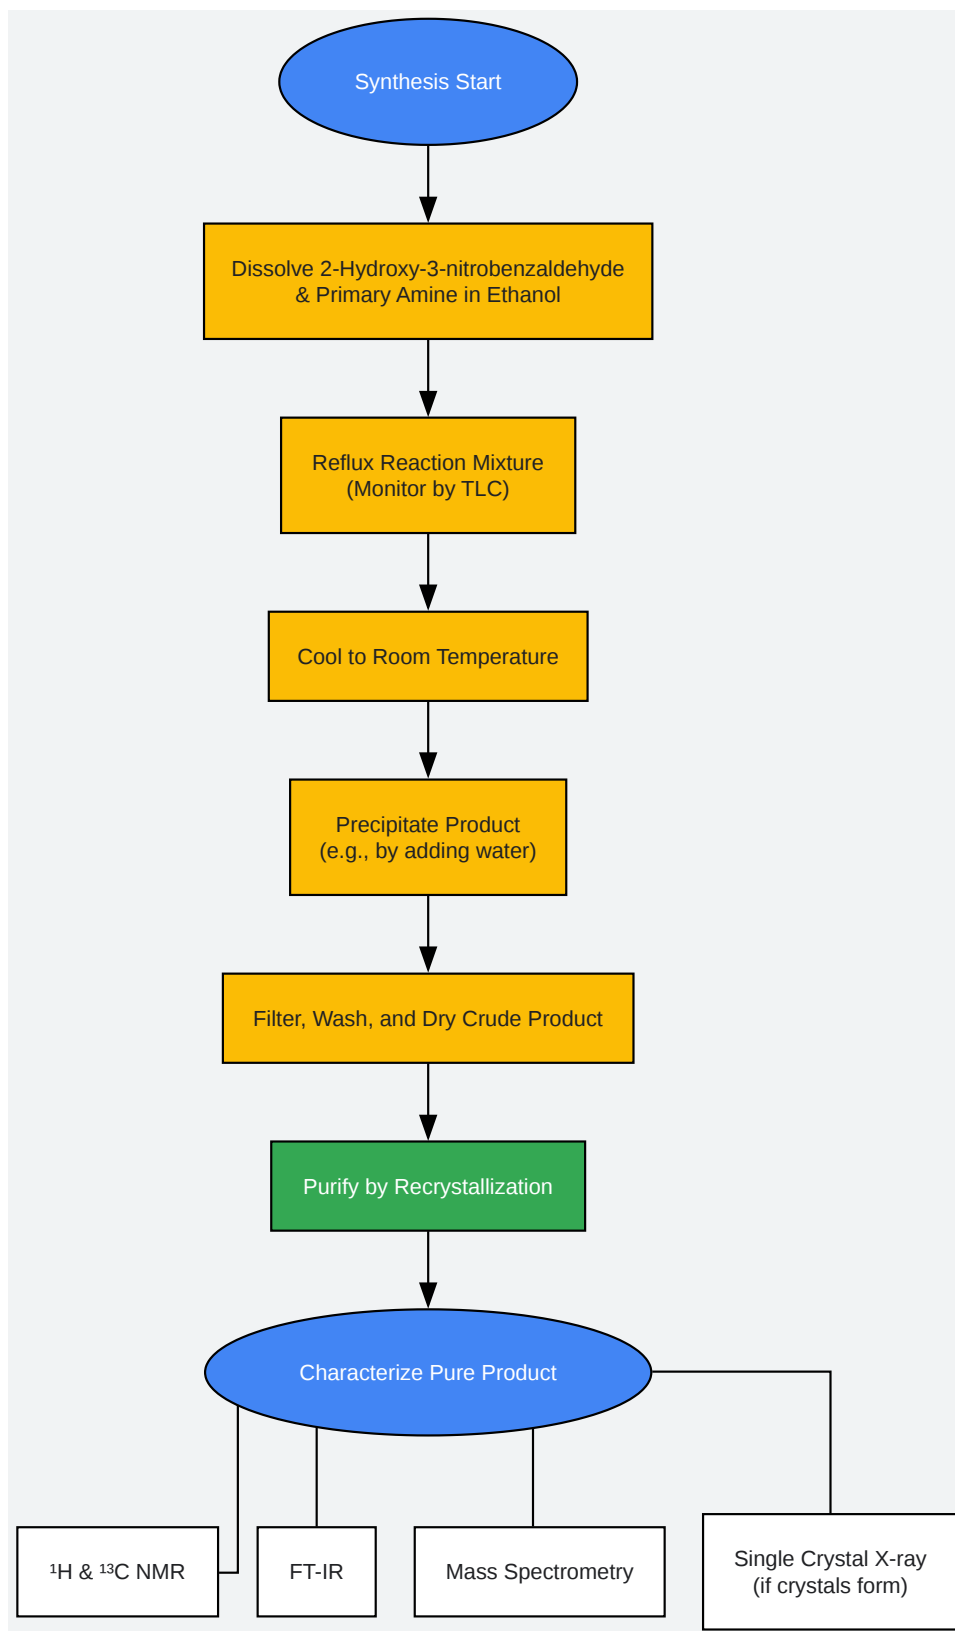 Synthesis Start
Dissolve 2-Hydroxy-3-nitrobenzaldehyde
& Primary Amine in Ethanol
Reflux Reaction Mixture
(Monitor by TLC)
Cool to Room Temperature
Precipitate Product
(e.g., by adding water)
Filter, Wash, and Dry Crude Product
Purify by Recrystallization
Characterize Pure Product
¹H & ¹³C NMR
FT-IR
Mass Spectrometry
Single Crystal X-ray
(if crystals form)